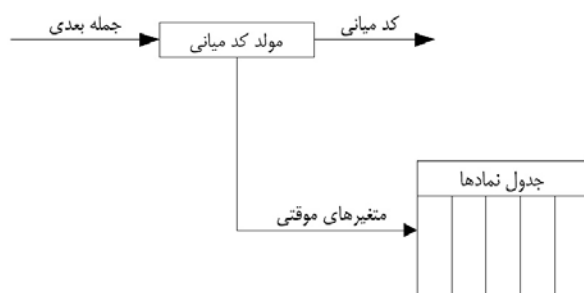 جمله بعدی
مولد کد میانی
کد میانی
جدول نمادها
متغیرهای موقتی